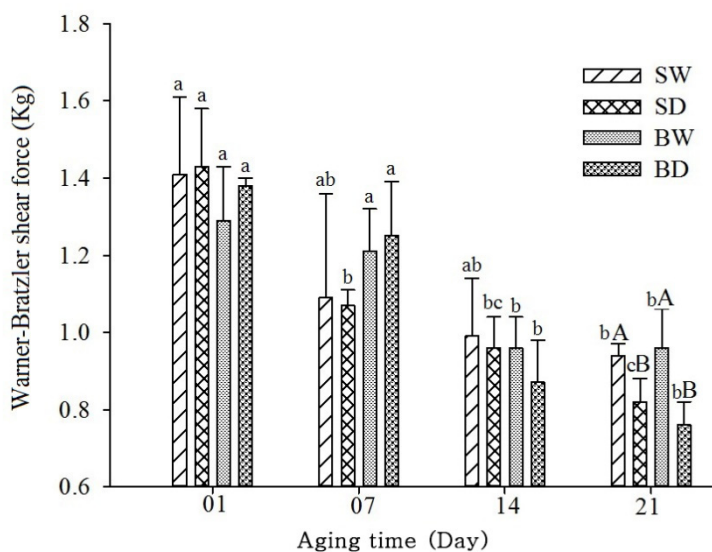 Warner-Bratzler shear force (Kg)
1.8
1.6
1.4
1.2
1.0
0.8
0.6
SW
SD
BW
BD
a a a a
ab b a a
ab bc b b
bA cB bA bB
01 07 14 21
Aging time (Day)